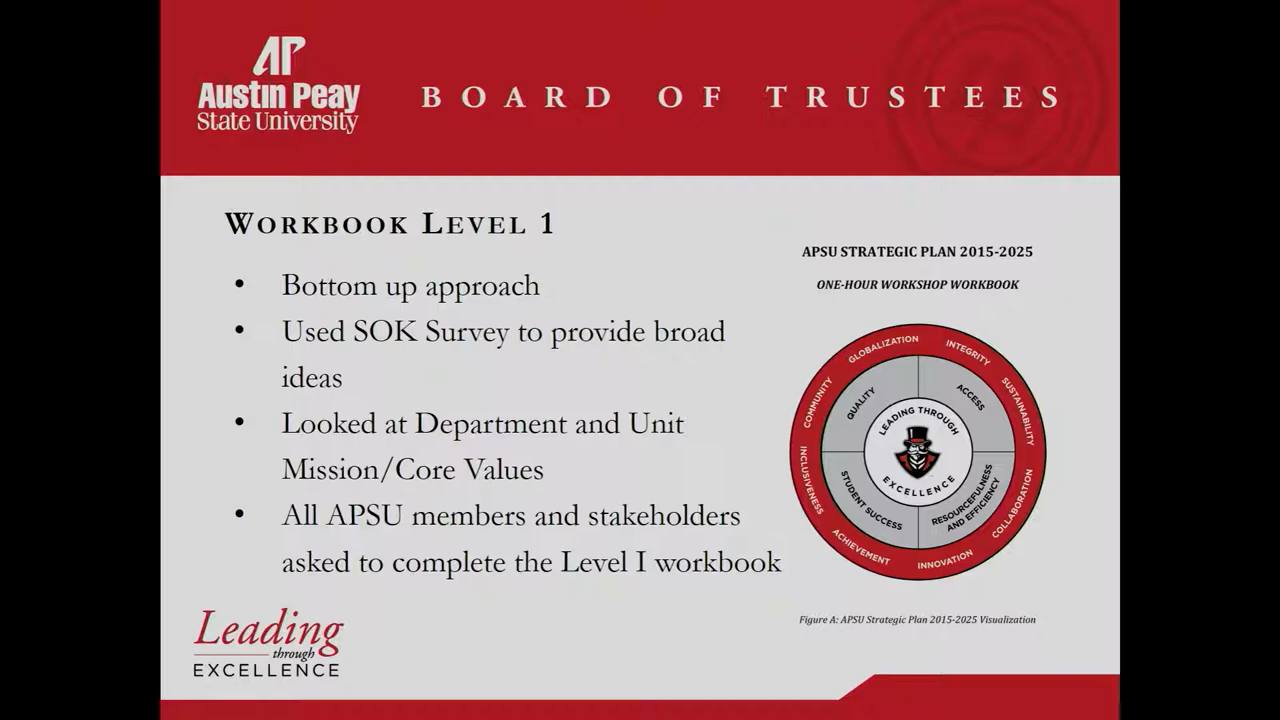 AP
Austin Peay
State University
BOARD OF TRUSTEES
WORKBOOK LEVEL 1
• Bottom up approach
• Used SOK Survey to provide broad
ideas
• Looked at Department and Unit
Mission/Core Values
• All APSU members and stakeholders
asked to complete the Level I workbook
APSU STRATEGIC PLAN 2015-2025
ONE-HOUR WORKSHOP WORKBOOK
GLOBALIZATION
INTEGRITY
SUSTAINABILITY
COLLABORATION
INNOVATION
ACHIEVEMENT
INCLUSIVENESS
COMMUNITY
QUALITY
ACCESS
RESOURCEFULNESS
AND EFFICIENCY
STUDENT SUCCESS
LEADING THROUGH
EXCELLENCE
Figure A: APSU Strategic Plan 2015-2025 Visualization
Leading
through
EXCELLENCE